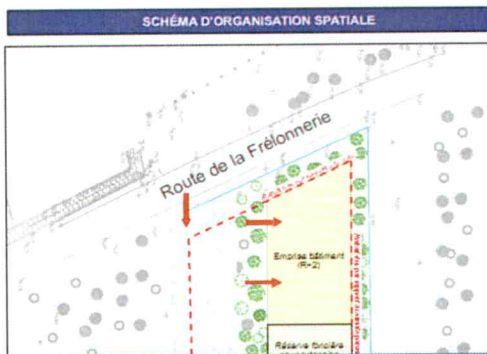 SCHÉMA D'ORGANISATION SPATIALE
Route de la Frélonnerie
Emprise bâtiment
(R+2)
Réserve foncière